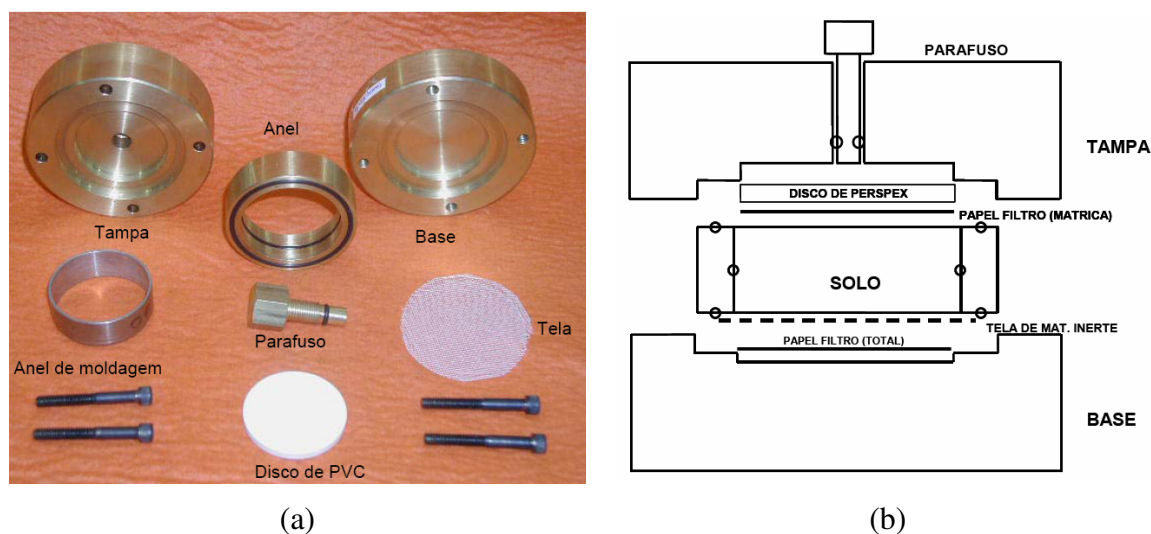 Anel
Tampa
Base
Parafuso
Tela
Anel de moldagem
Disco de PVC
(a)
PARAFUSO
TAMPA
DISCO DE PERSPEX
PAPEL FILTRO (MATRICA)
SOLO
TELA DE MAT. INERTE
PAPEL FILTRO (TOTAL)
BASE
(b)